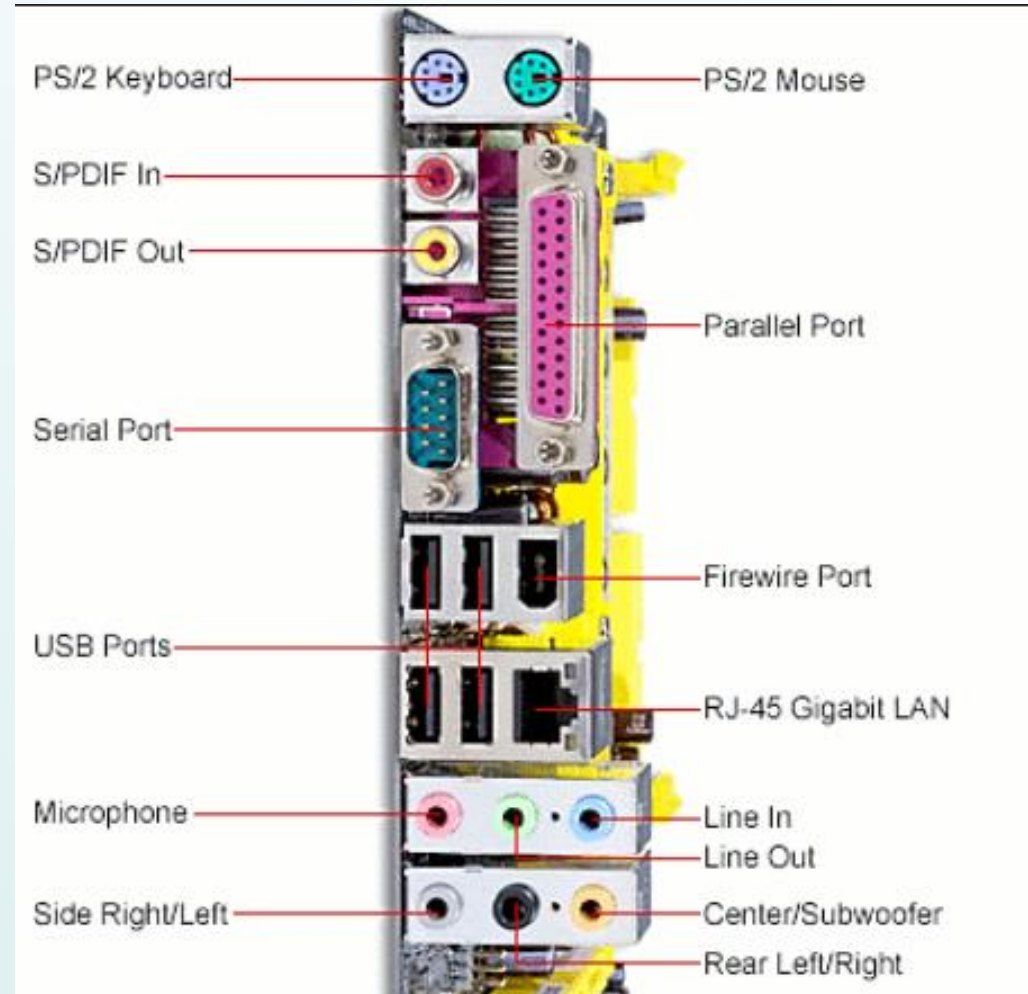 PS/2 Keyboard
PS/2 Mouse
S/PDIF In
S/PDIF Out
Parallel Port
Serial Port
Firewire Port
USB Ports
RJ-45 Gigabit LAN
Microphone
Line In
Line Out
Side Right/Left
Center/Subwoofer
Rear Left/Right